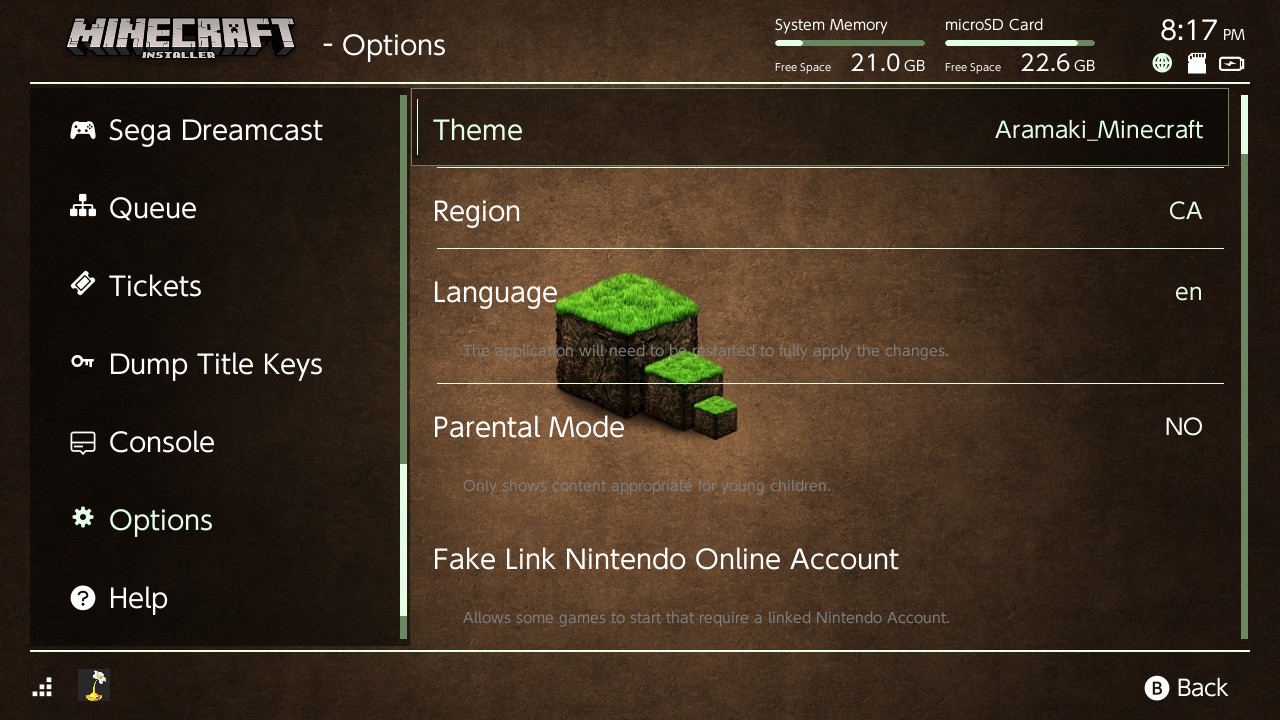 MINECRAFT
INSTALLER
- Options
System Memory
Free Space 21.0 GB
microSD Card
Free Space 22.6 GB
8:17 PM
Sega Dreamcast
Queue
Tickets
Dump Title Keys
Console
Options
Help
Theme Aramaki_Minecraft
Region CA
Language en
The application will need to be restarted to fully apply the changes.
Parental Mode NO
Only shows content appropriate for young children.
Fake Link Nintendo Online Account
Allows some games to start that require a linked Nintendo Account.
B Back